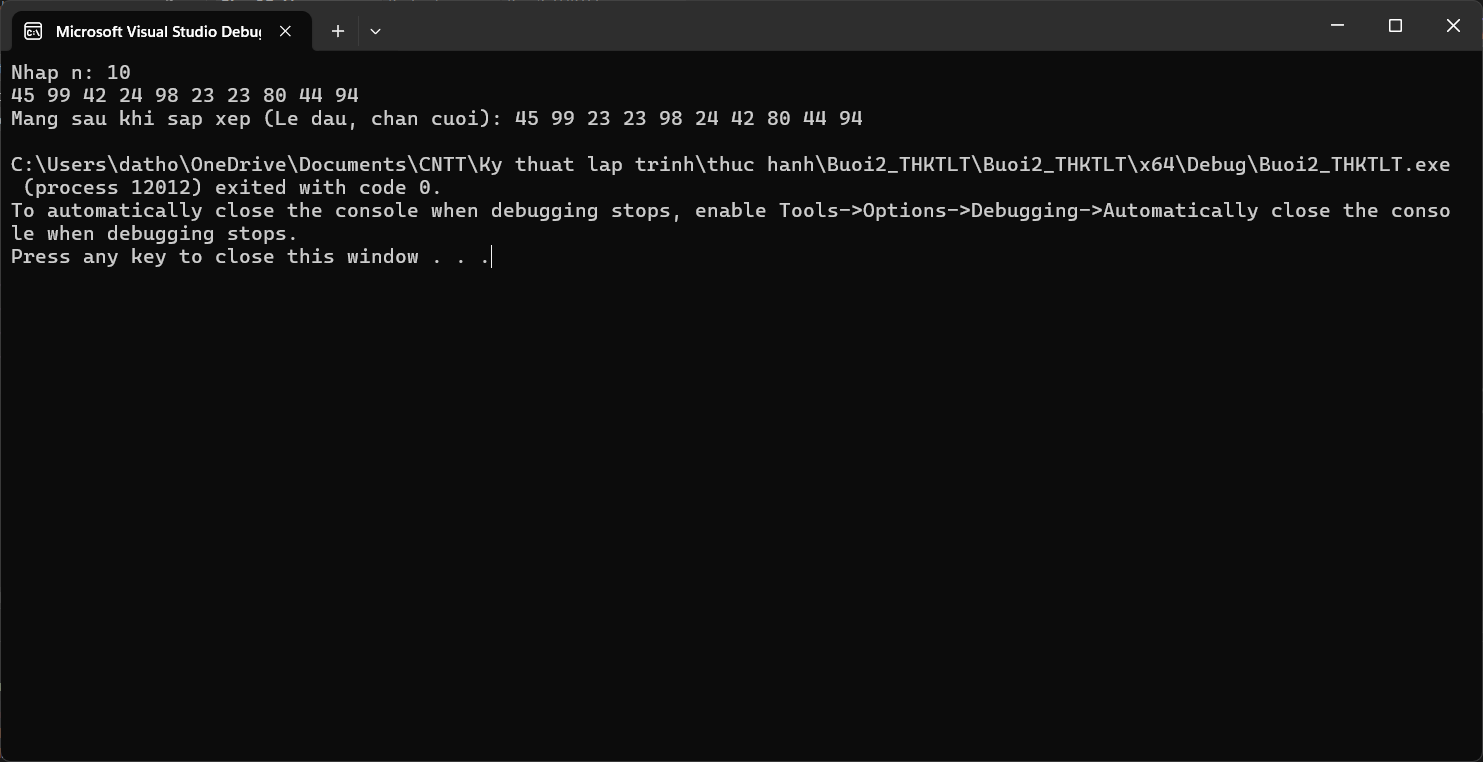 Microsoft Visual Studio Debu
Nhap n: 10
45 99 42 24 98 23 23 80 44 94
Mang sau khi sap xep (Le dau, chan cuoi): 45 99 23 23 98 24 42 80 44 94
C:\Users\datho\OneDrive\Documents\CNTT\Ky thuat lap trinh\thuc hanh\Buoi2_THKTLT\Buoi2_THKTLT\x64\Debug\Buoi2_THKTLT.exe
(process 12012) exited with code 0.
To automatically close the console when debugging stops, enable Tools->Options->Debugging->Automatically close the conso
le when debugging stops.
Press any key to close this window . . .